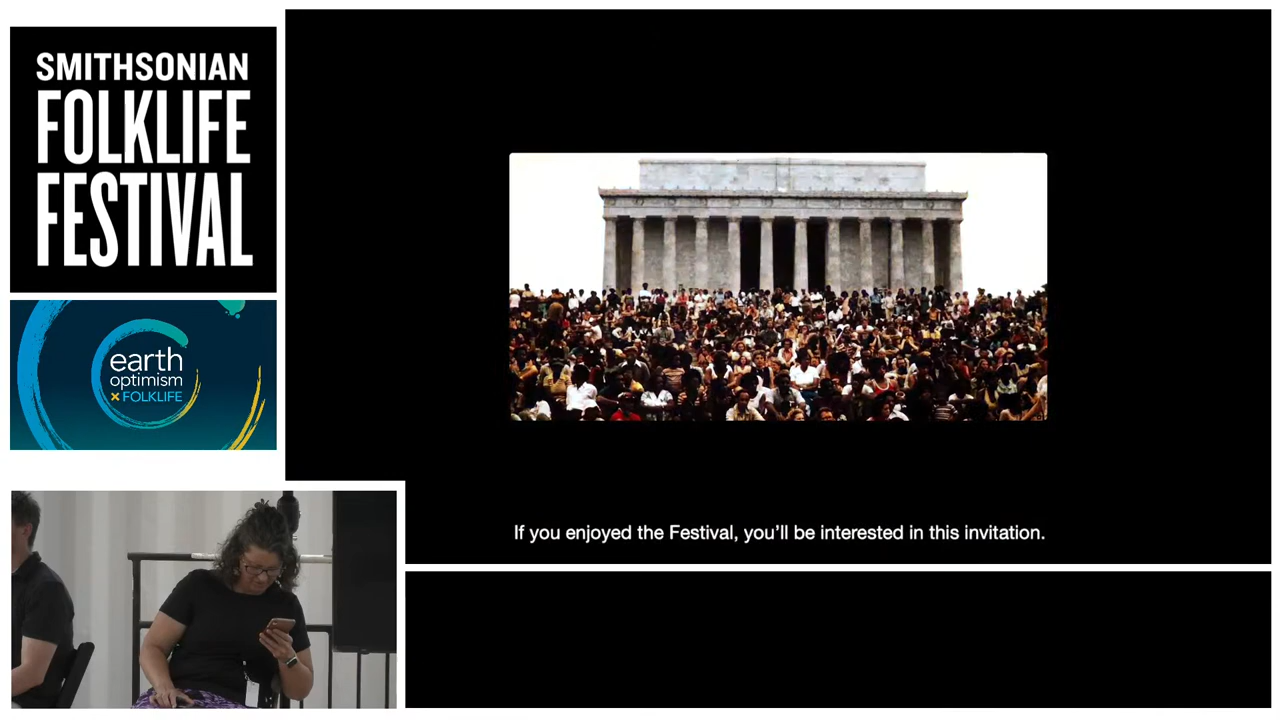 SMITHSONIAN
FOLKLIFE
FESTIVAL
earth
optimism
× FOLKLIFE
If you enjoyed the Festival, you'll be interested in this invitation.